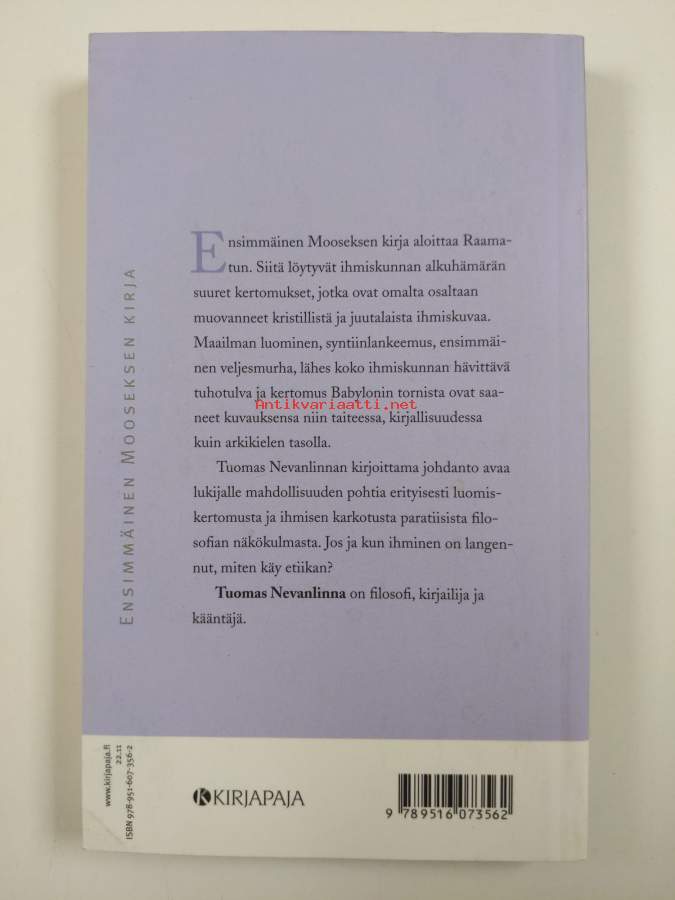 Ensimmäinen Mooseksen kirja aloittaa Raama-
tun. Siitä löytyvät ihmiskunnan alkuhämärän
suuret kertomukset, jotka ovat omalta osaltaan
muovanneet kristillistä ja juutalaista ihmiskuvaa.
Maailman luominen, syntiinlankeemus, ensimmäi-
nen veljesmurha, lähes koko ihmiskunnan hävittävä
tuhotulva ja kertomus Babylonin tornista ovat saa-
Antikvariaatti.net
neet kuvauksensa niin taiteessa, kirjallisuudessa
kuin arkikielen tasolla.
Tuomas Nevanlinnan kirjoittama johdanto avaa
lukijalle mahdollisuuden pohtia erityisesti luomis-
kertomusta ja ihmisen karkotusta paratiisista filo-
sofian näkökulmasta. Jos ja kun ihminen on langen-
nut, miten käy etiikan?
Tuomas Nevanlinna on filosofi, kirjailija ja
kääntäjä.
ENSIMMÄINEN MOOSEKSEN KIRJA
www.kirjapaja.fi
22.11
ISBN 978-951-607-356-2
KIRJAPAJA
9 789516 073562